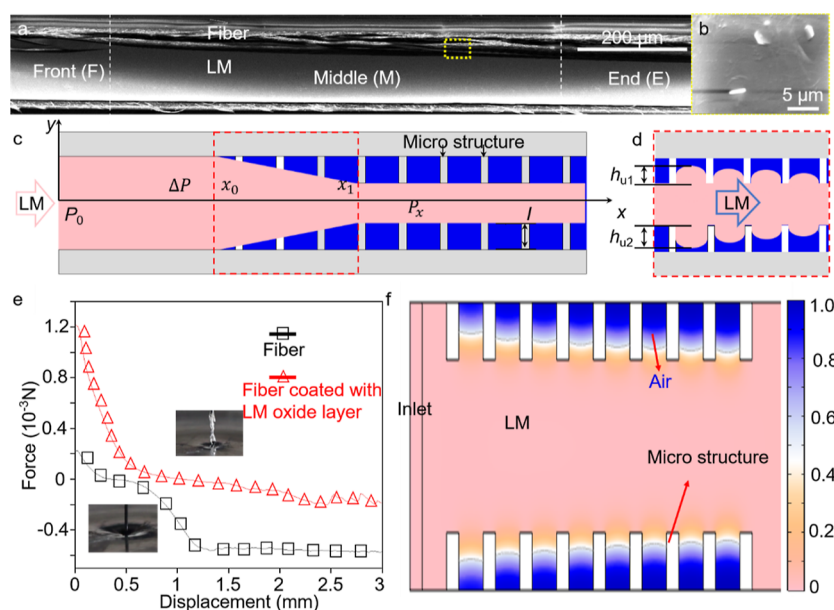 a
Fiber
200 μm
LM
Front (F)
Middle (M)
End (E)
b
5 μm
c
y
Micro structure
LM
P0
ΔP
x0
x1
Px
l
x
d
hu1
LM
hu2
e
Force (10⁻³N)
1.2
0.8
0.4
0
-0.4
0
0.5
1
1.5
2
2.5
3
Displacement (mm)
Fiber
Fiber coated with
LM oxide layer
f
Inlet
LM
Air
Micro structure
1.0
0.8
0.6
0.4
0.2
0